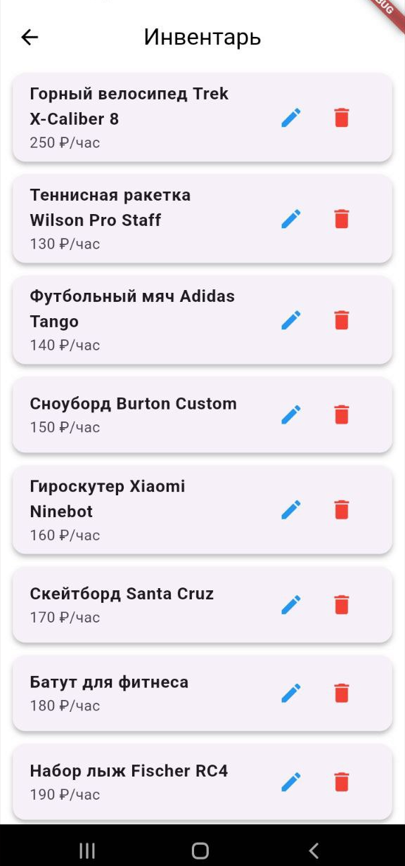 Инвентарь
Горный велосипед Trek
X-Caliber 8
250 ₽/час
Теннисная ракетка
Wilson Pro Staff
130 ₽/час
Футбольный мяч Adidas
Tango
140 ₽/час
Сноуборд Burton Custom
150 ₽/час
Гироскутер Xiaomi
Ninebot
160 ₽/час
Скейтборд Santa Cruz
170 ₽/час
Батут для фитнеса
180 ₽/час
Набор лыж Fischer RC4
190 ₽/час